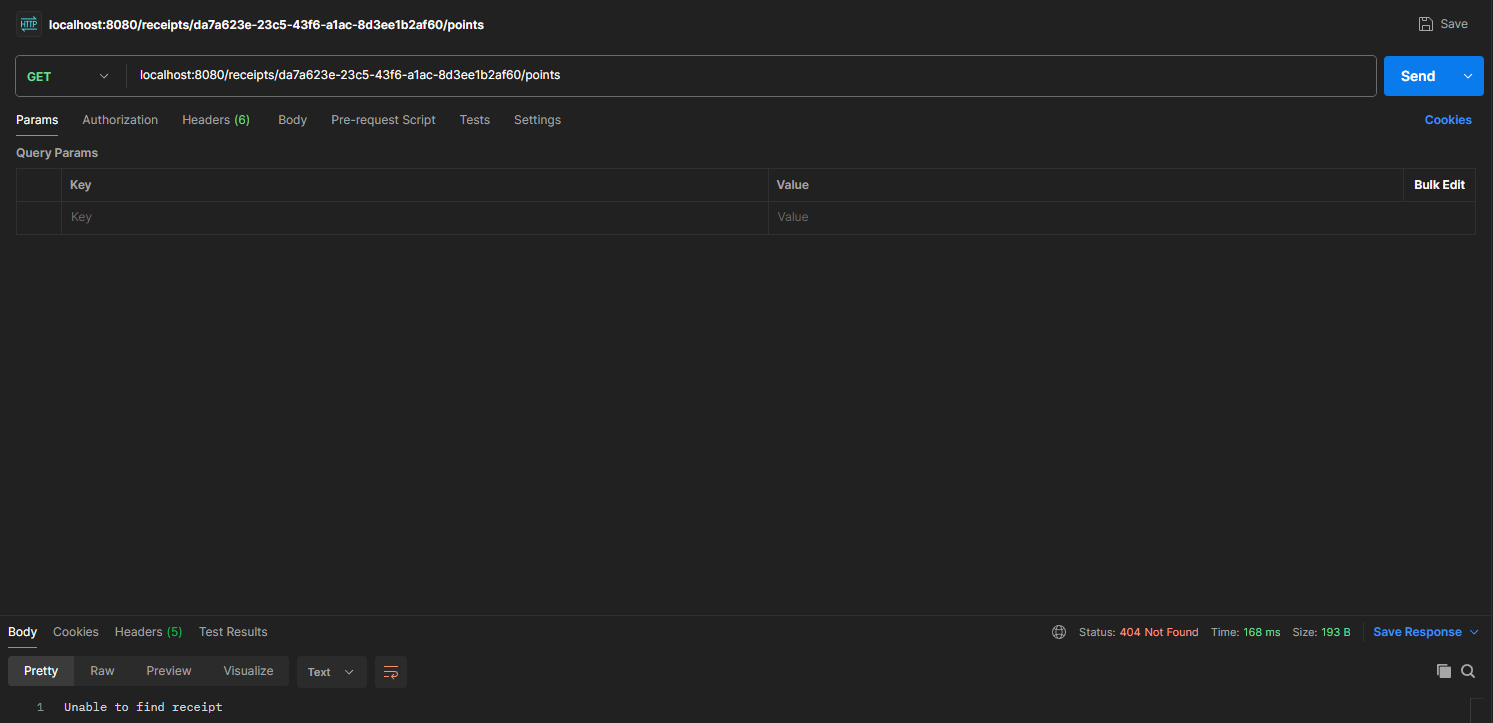 HTTP localhost:8080/receipts/da7a623e-23c5-43f6-a1ac-8d3ee1b2af60/points Save
GET localhost:8080/receipts/da7a623e-23c5-43f6-a1ac-8d3ee1b2af60/points Send
Params Authorization Headers (6) Body Pre-request Script Tests Settings Cookies
Query Params
Key Value Bulk Edit
Key Value
Body Cookies Headers (5) Test Results Status: 404 Not Found Time: 168 ms Size: 193 B Save Response
Pretty Raw Preview Visualize Text
1 Unable to find receipt